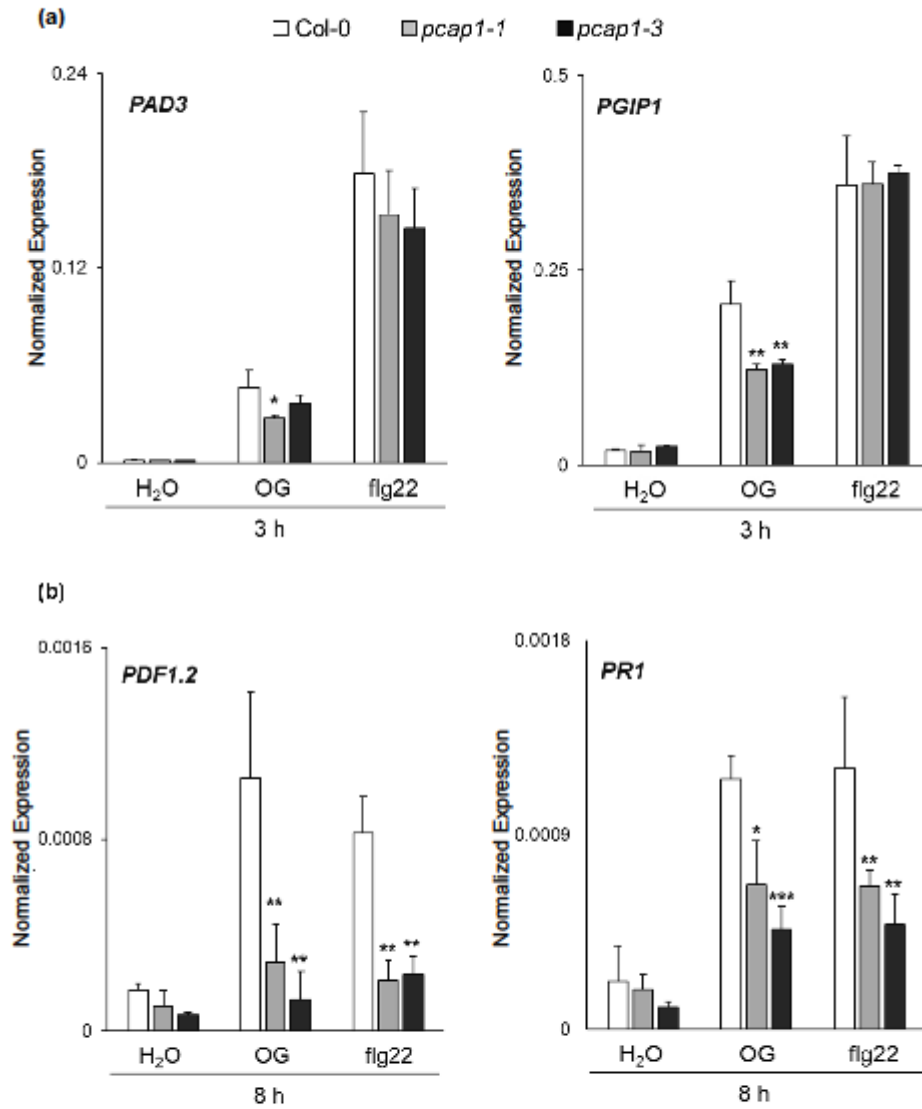 (a)
Col-0 pcap1-1 pcap1-3
0.24
PAD3
0.12
0
Normalized Expression
*
H₂O OG flg22
3 h
0.5
PGIP1
0.25
0
Normalized Expression
** **
H₂O OG flg22
3 h
(b)
0.0016
PDF1.2
0.0008
0
Normalized Expression
** ** ** **
H₂O OG flg22
8 h
0.0018
PR1
0.0009
0
Normalized Expression
* *** ** **
H₂O OG flg22
8 h